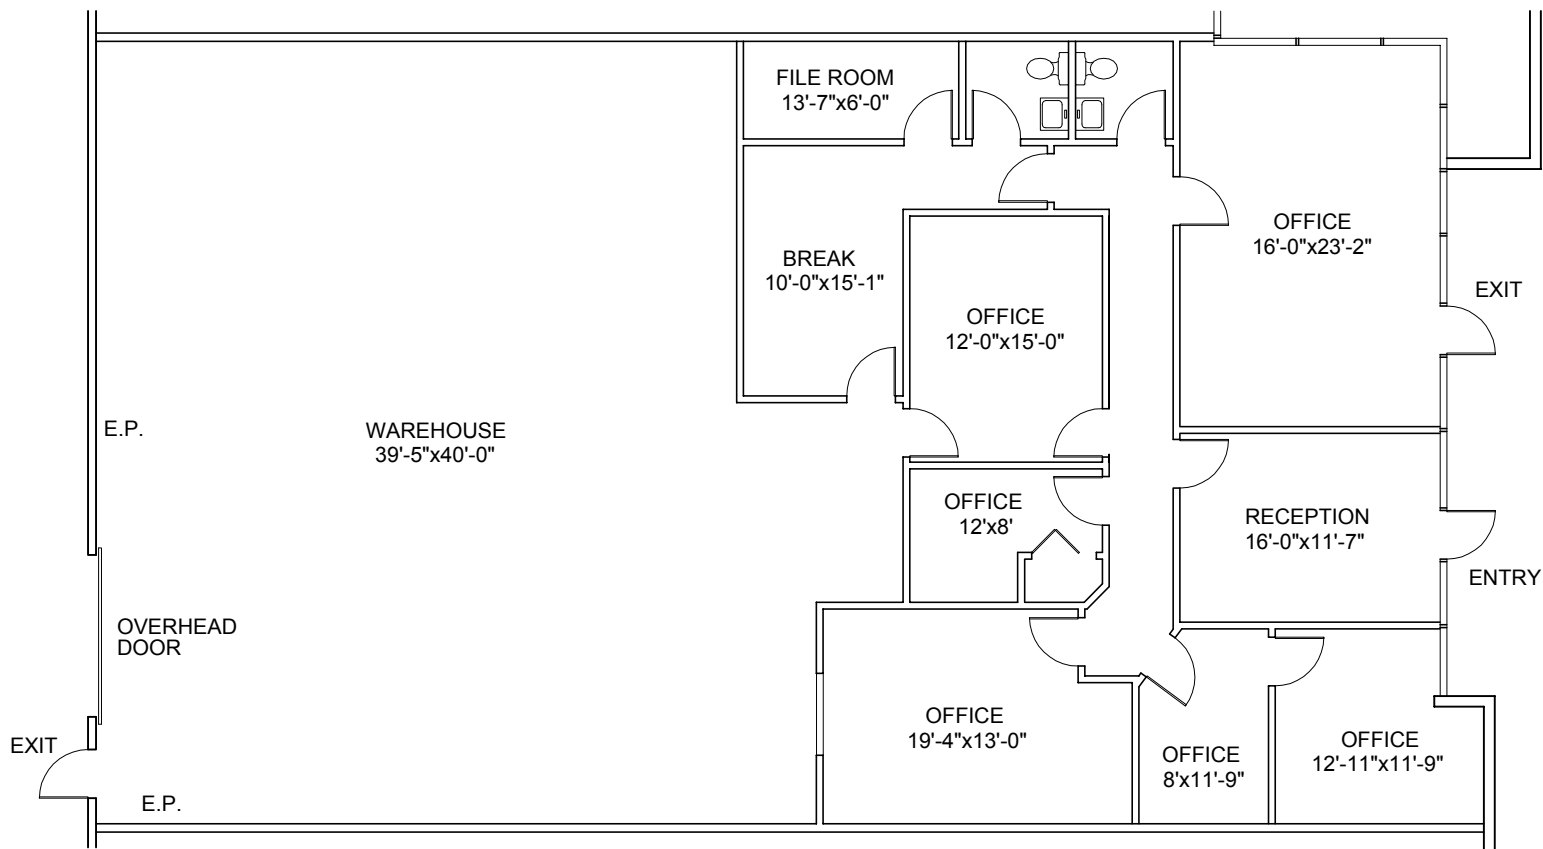 FILE ROOM
13'-7"x6'-0"
OFFICE
16'-0"x23'-2"
BREAK
10'-0"x15'-1"
EXIT
OFFICE
12'-0"x15'-0"
E.P.
WAREHOUSE
39'-5"x40'-0"
OFFICE
12'x8'
RECEPTION
16'-0"x11'-7"
ENTRY
OVERHEAD
DOOR
OFFICE
19'-4"x13'-0"
EXIT
OFFICE
8'x11'-9"
OFFICE
12'-11"x11'-9"
E.P.